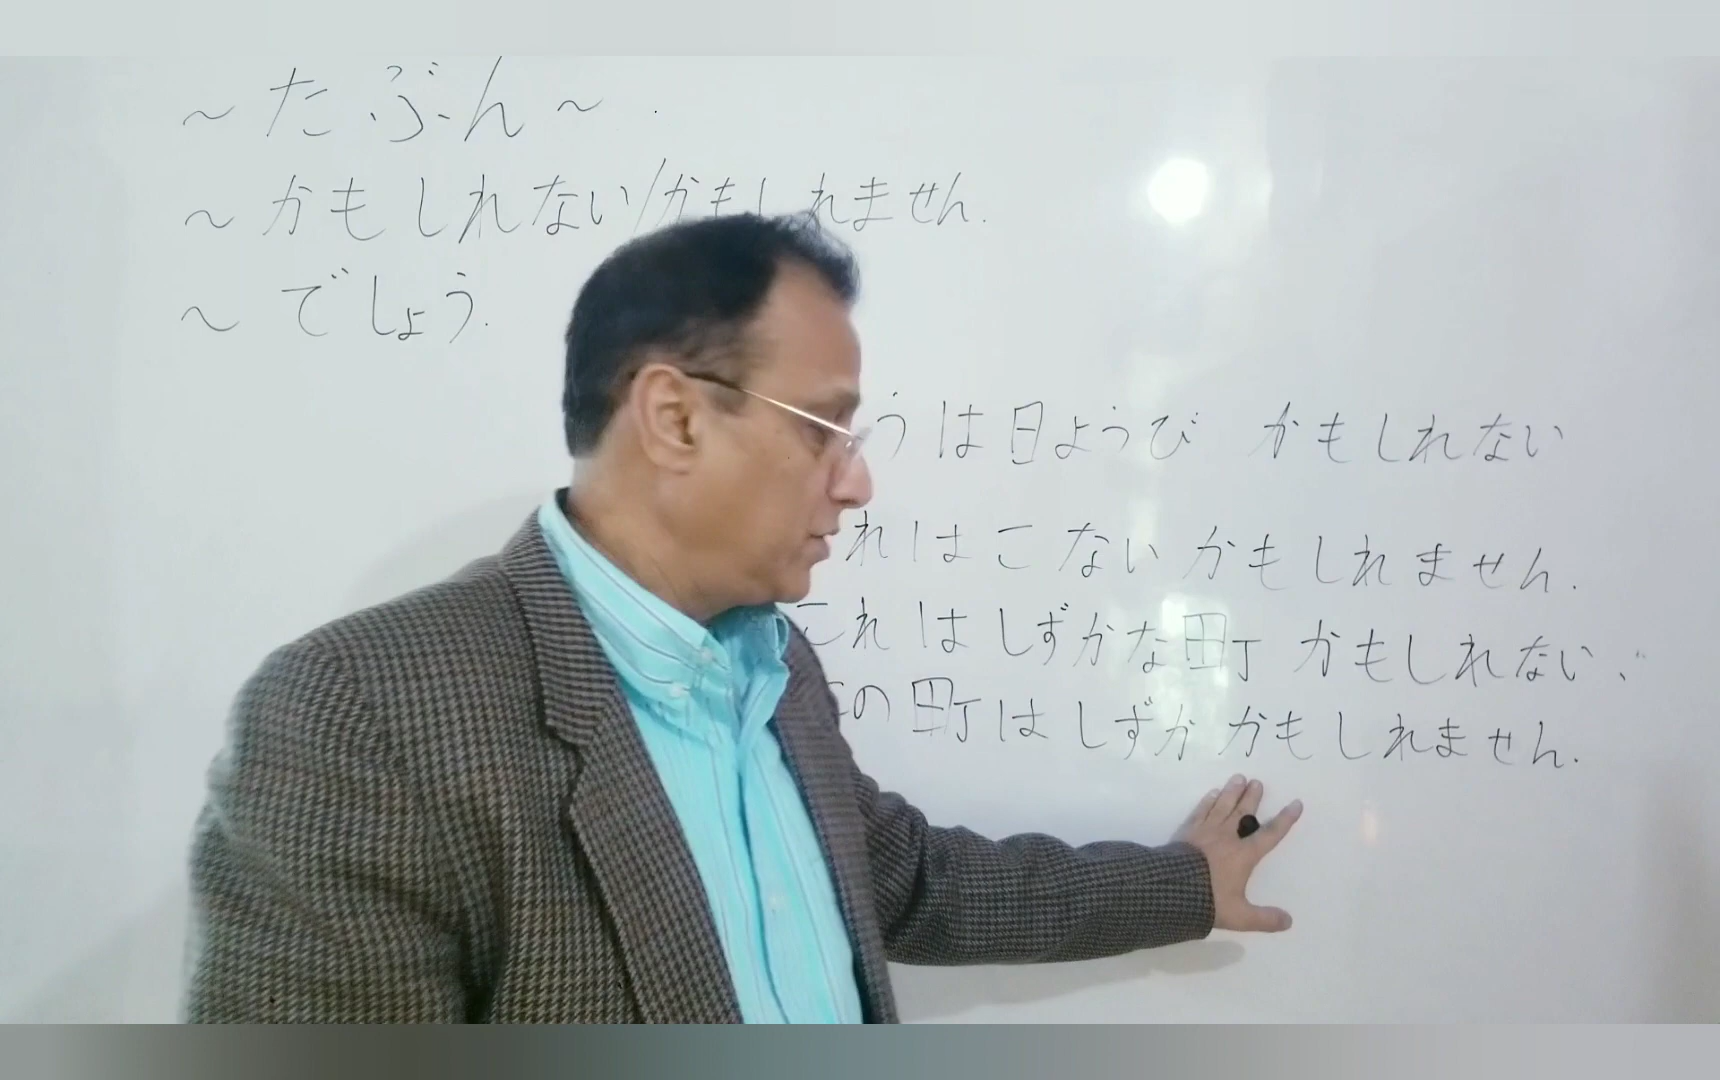 ～たぶん～.
～かもしれない/かもしれません.
～でしょう.
うは日ようび かもしれない
れはこないかもしれません.
これはしずかな町かもしれない.
この町はしずかかもしれません.